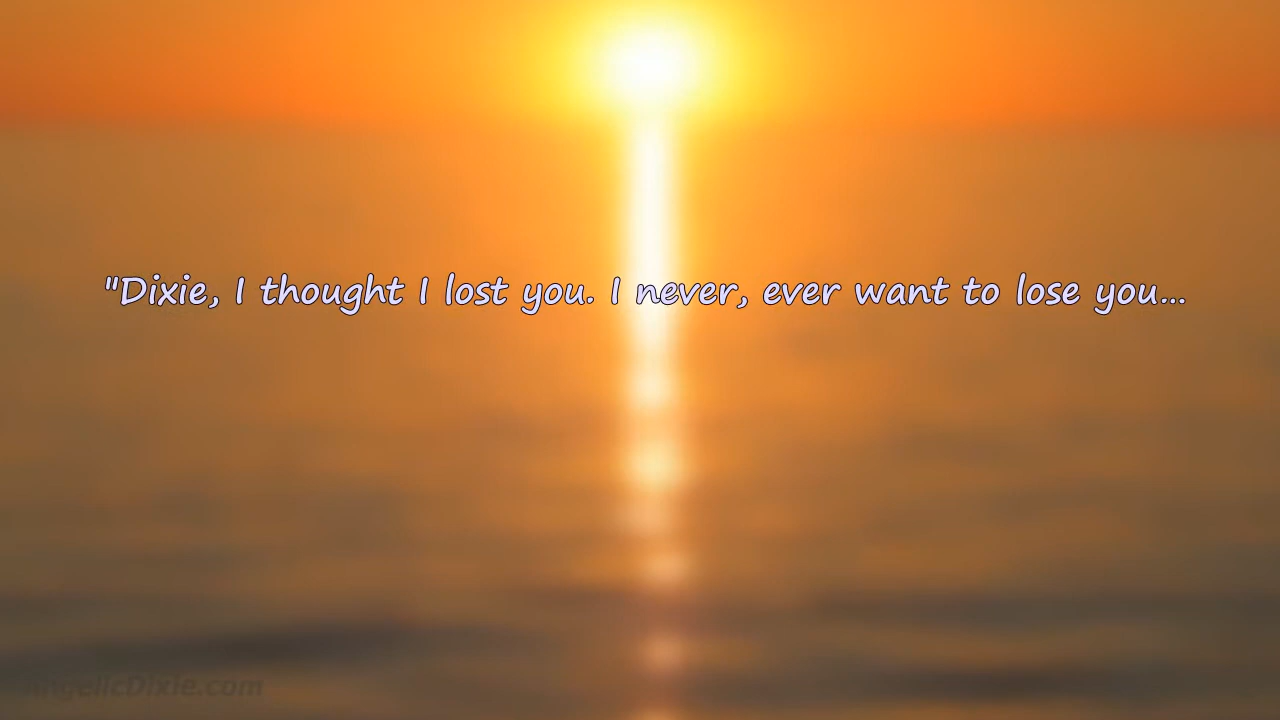 "Dixie, I thought I lost you. I never, ever want to lose you...
AngelicDixie.com